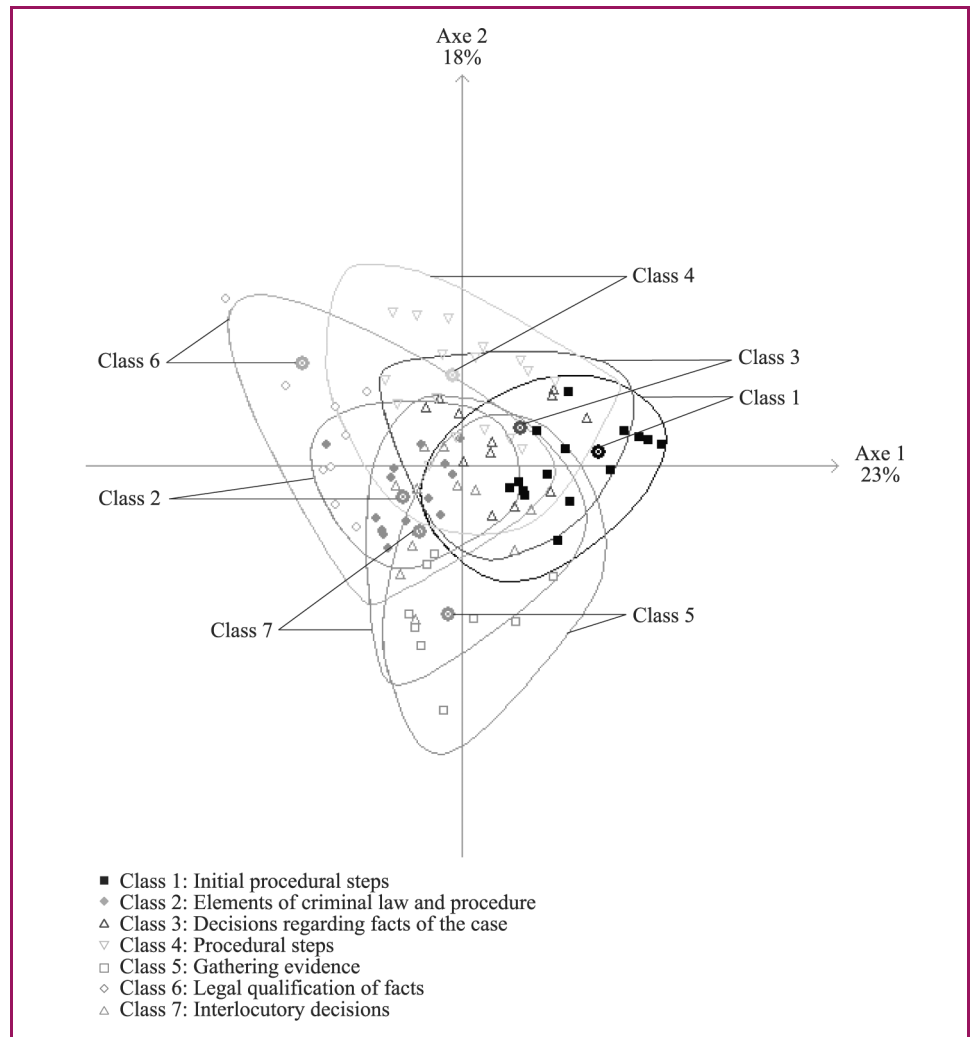 Axe 2
18%
Class 4
Class 6
Class 3
Class 1
Axe 1
23%
Class 2
Class 7
Class 5
Class 1: Initial procedural steps
Class 2: Elements of criminal law and procedure
Class 3: Decisions regarding facts of the case
Class 4: Procedural steps
Class 5: Gathering evidence
Class 6: Legal qualification of facts
Class 7: Interlocutory decisions